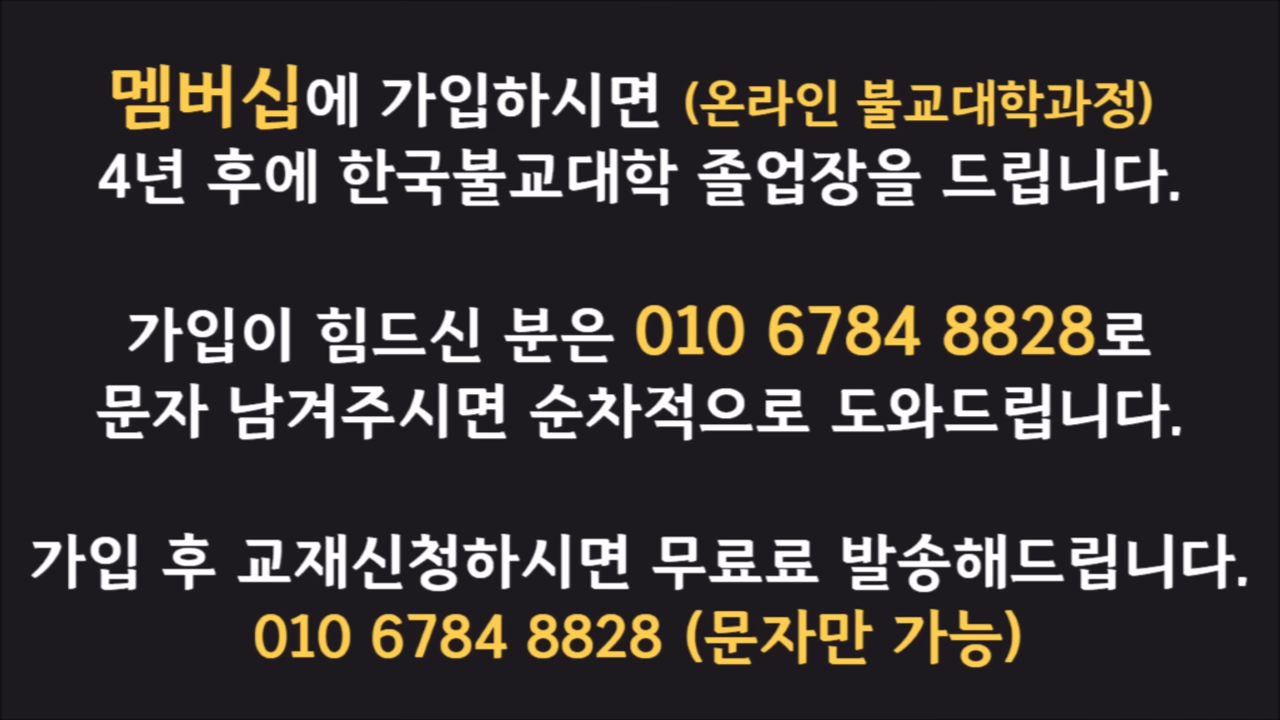 멤버십에 가입하시면 (온라인 불교대학과정)
4년 후에 한국불교대학 졸업장을 드립니다.
가입이 힘드신 분은 010 6784 8828로
문자 남겨주시면 순차적으로 도와드립니다.
가입 후 교재신청하시면 무료료 발송해드립니다.
010 6784 8828 (문자만 가능)